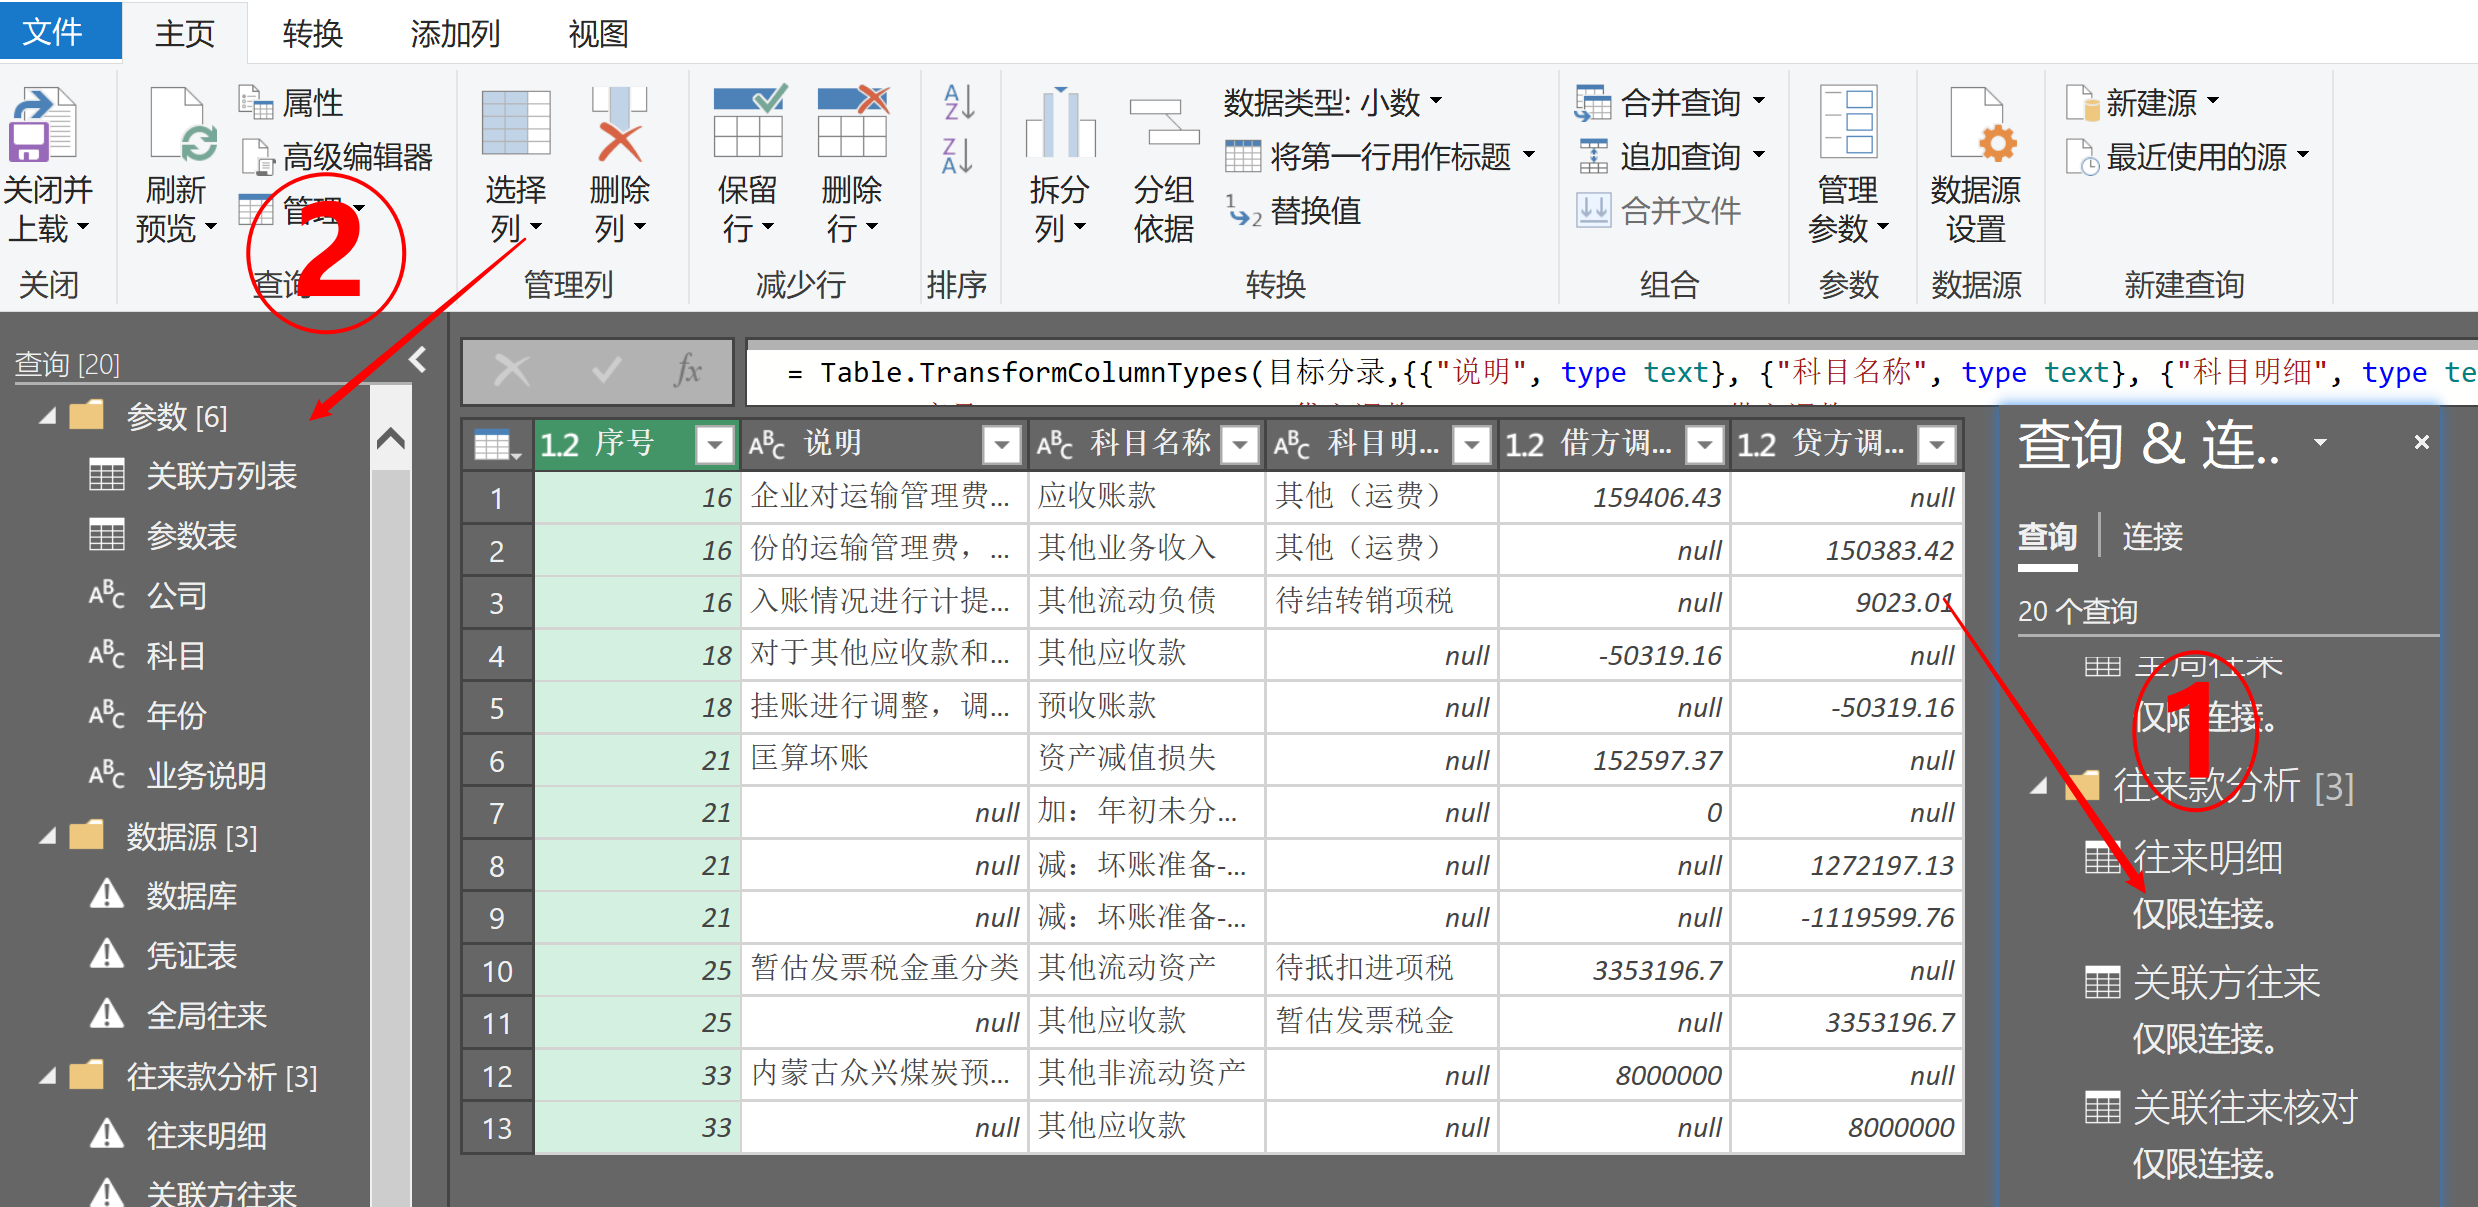 文件 主页 转换 添加列 视图
关闭并上载
刷新预览
属性
高级编辑器
管理
选择列
删除列
保留行
删除行
AZ
ZA
拆分列
分组依据
数据类型: 小数
将第一行用作标题
1 2 替换值
合并查询
追加查询
合并文件
管理参数
数据源设置
新建源
最近使用的源
关闭 查询 管理列 减少行 排序 转换 组合 参数 数据源 新建查询
2
查询 [20]
参数 [6]
关联方列表
参数表
ABC 公司
ABC 科目
ABC 年份
ABC 业务说明
数据源 [3]
数据库
凭证表
全局往来
往来款分析 [3]
往来明细
关联方往来
fx
= Table.TransformColumnTypes(目标分录,{{"说明", type text}, {"科目名称", type text}, {"科目明细", type te
1.2 序号 ABC 说明 ABC 科目名称 ABC 科目明... 1.2 借方调... 1.2 贷方调...
1 16 企业对运输管理费... 应收账款 其他（运费） 159406.43 null
2 16 份的运输管理费，... 其他业务收入 其他（运费） null 150383.42
3 16 入账情况进行计提... 其他流动负债 待结转销项税 null 9023.01
4 18 对于其他应收款和... 其他应收款 null -50319.16 null
5 18 挂账进行调整，调... 预收账款 null null -50319.16
6 21 匡算坏账 资产减值损失 null 152597.37 null
7 21 null 加：年初未分... null 0 null
8 21 null 减：坏账准备-... null null 1272197.13
9 21 null 减：坏账准备-... null null -1119599.76
10 25 暂估发票税金重分类 其他流动资产 待抵扣进项税 3353196.7 null
11 25 null 其他应收款 暂估发票税金 null 3353196.7
12 33 内蒙古众兴煤炭预... 其他非流动资产 null 8000000 null
13 33 null 其他应收款 null null 8000000
查询 & 连..
查询 连接
20 个查询
全局往来
仅限连接。
1
往来款分析 [3]
往来明细
仅限连接。
关联方往来
仅限连接。
关联往来核对
仅限连接。